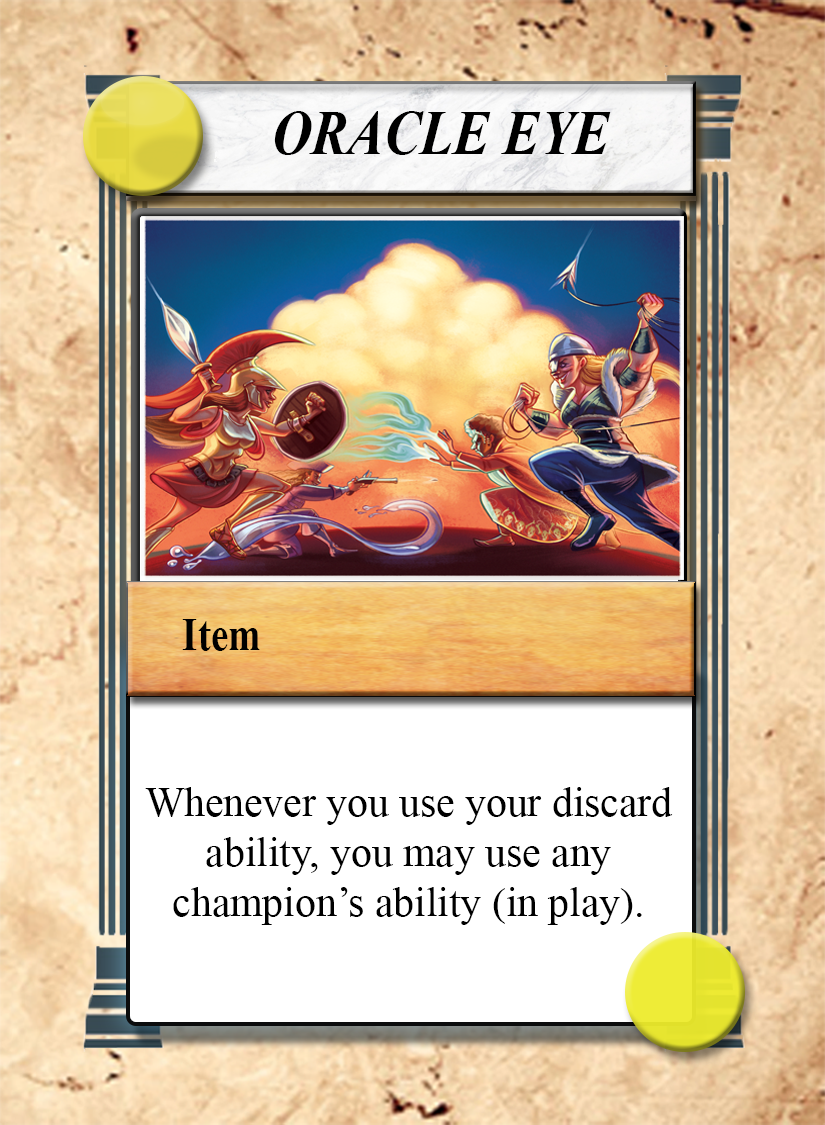 ORACLE EYE
Item
Whenever you use your discard
ability, you may use any
champion’s ability (in play).